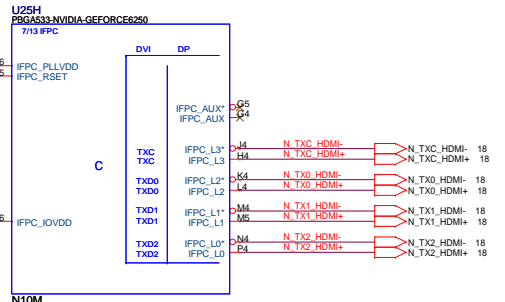 U25H
PBGA533-NVIDIA-GEFORCE6250
7/13 IFPC
DVI DP
6 IFPC_PLLVDD
5 IFPC_RSET
IFPC_AUX* G5
IFPC_AUX G4
TXC IFPC_L3* J4 N_TXC_HDMI- N_TXC_HDMI- 18
TXC IFPC_L3 H4 N_TXC_HDMI+ N_TXC_HDMI+ 18
C
TXD0 IFPC_L2* K4 N_TX0_HDMI- N_TX0_HDMI- 18
TXD0 IFPC_L2 L4 N_TX0_HDMI+ N_TX0_HDMI+ 18
TXD1 IFPC_L1* M4 N_TX1_HDMI- N_TX1_HDMI- 18
6 IFPC_IOVDD TXD1 IFPC_L1 M5 N_TX1_HDMI+ N_TX1_HDMI+ 18
TXD2 IFPC_L0* N4 N_TX2_HDMI- N_TX2_HDMI- 18
TXD2 IFPC_L0 P4 N_TX2_HDMI+ N_TX2_HDMI+ 18
N10M